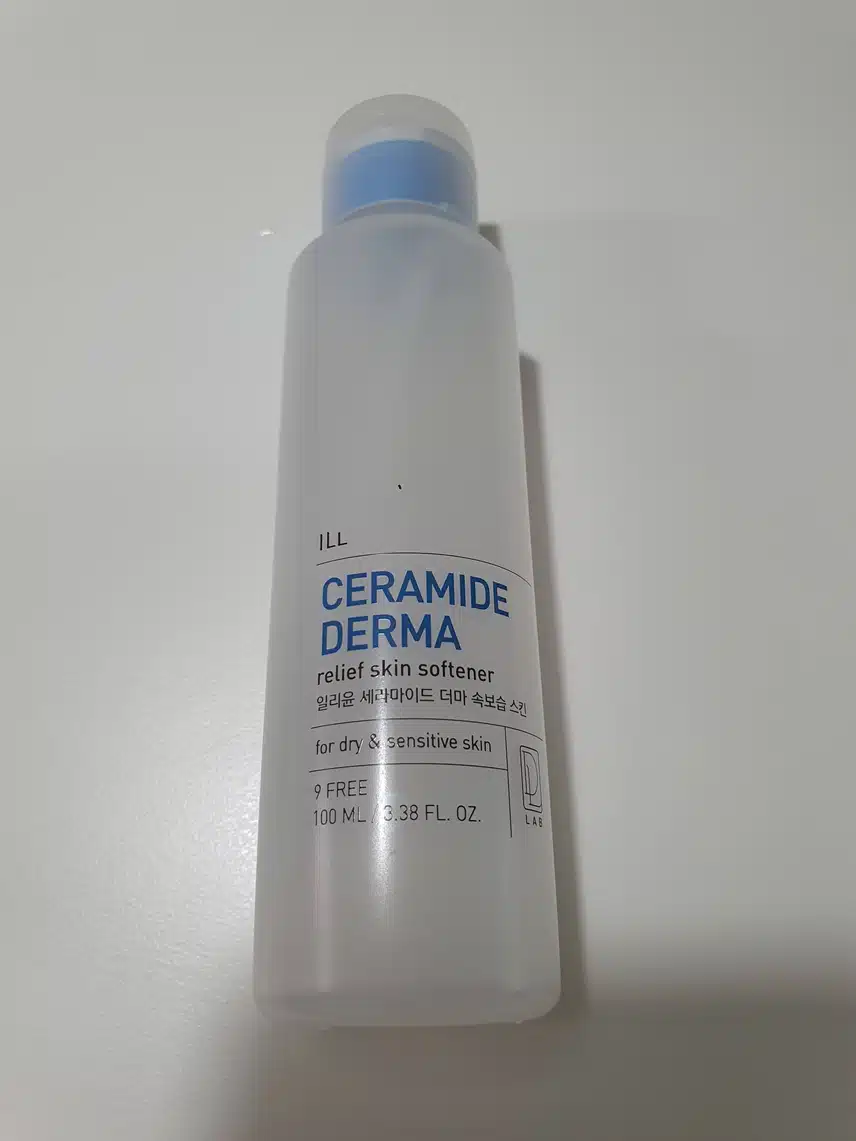 ILL
CERAMIDE
DERMA
relief skin softener
일리윤 세라마이드 더마 속보습 스킨
for dry & sensitive skin
9 FREE
100 ML / 3.38 FL. OZ.
DL
LAB